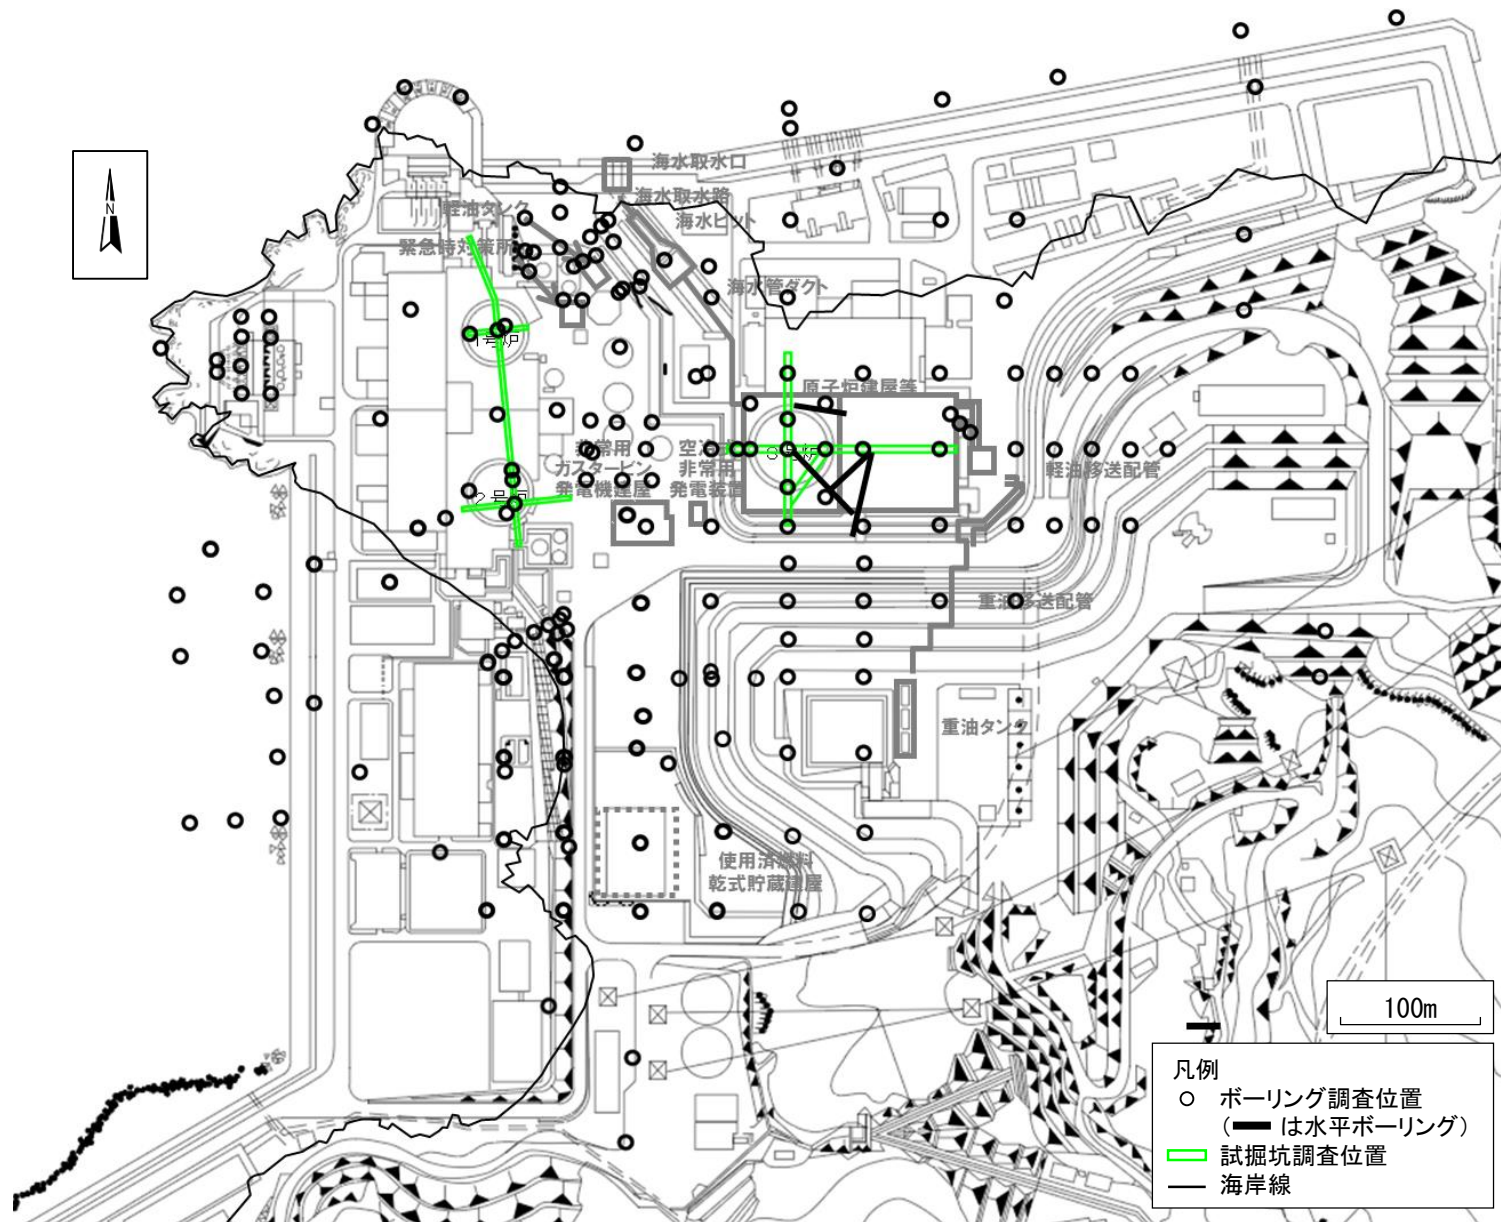 N
海水取水口
海水取水路
海水ピット
軽油タンク
緊急時対策所
海水管ダクト
1号炉
原子炉建屋等
3号炉
非常用
ガスタービン
発電機建屋
空冷式
非常用
発電装置
軽油移送配管
2号炉
重油移送配管
重油タンク
使用済燃料
乾式貯蔵建屋
100m
凡例
ボーリング調査位置
(▬ は水平ボーリング)
試掘坑調査位置
海岸線